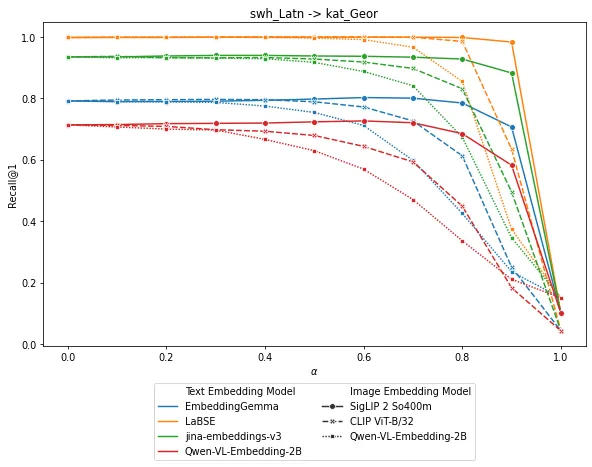 swh_Latn -> kat_Geor
Recall@1
1.0
0.8
0.6
0.4
0.2
0.0
0.0 0.2 0.4 0.6 0.8 1.0
α
Text Embedding Model
EmbeddingGemma
LaBSE
jina-embeddings-v3
Qwen-VL-Embedding-2B
Image Embedding Model
SigLIP 2 So400m
CLIP ViT-B/32
Qwen-VL-Embedding-2B